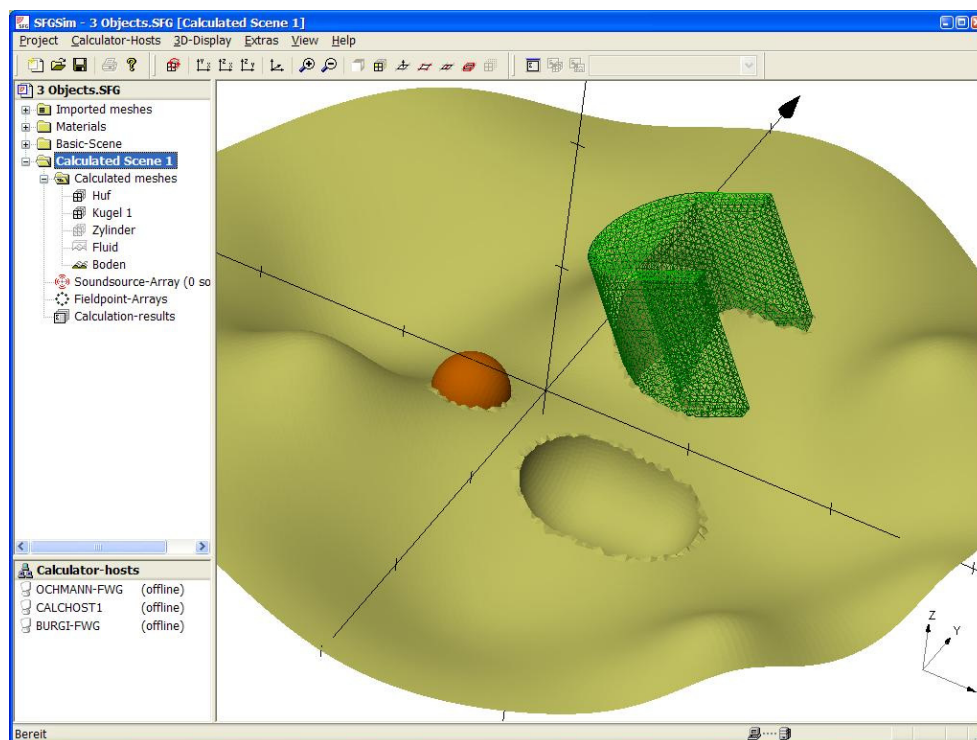 SFGSim - 3 Objects.SFG [Calculated Scene 1]
Project Calculator-Hosts 3D-Display Extras View Help
3 Objects.SFG
Imported meshes
Materials
Basic-Scene
Calculated Scene 1
Calculated meshes
Huf
Kugel 1
Zylinder
Fluid
Boden
Soundsource-Array (0 so
Fieldpoint-Arrays
Calculation-results
Calculator-hosts
OCHMANN-FWG (offline)
CALCHOST1 (offline)
BURGI-FWG (offline)
Z
Y
Bereit